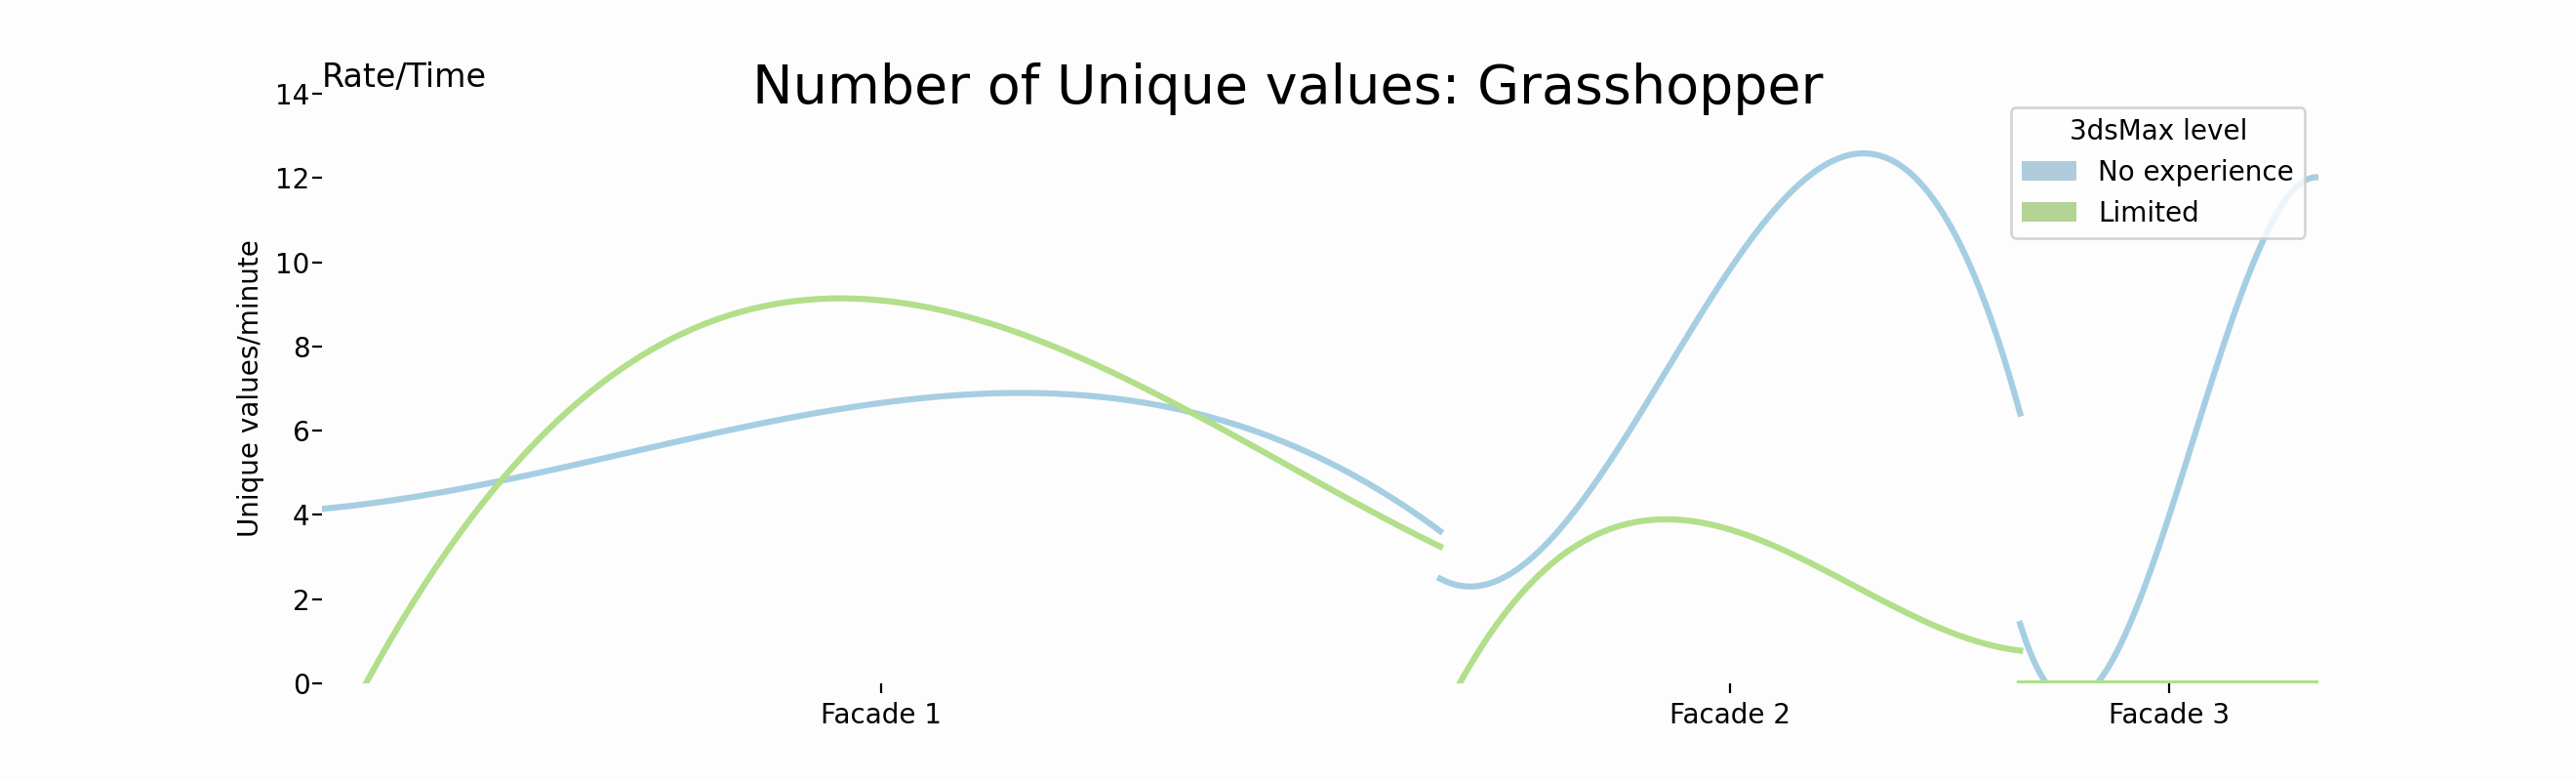 Rate/Time
Number of Unique values: Grasshopper
14
12
10
8
6
4
2
0
Unique values/minute
3dsMax level
No experience
Limited
Facade 1
Facade 2
Facade 3